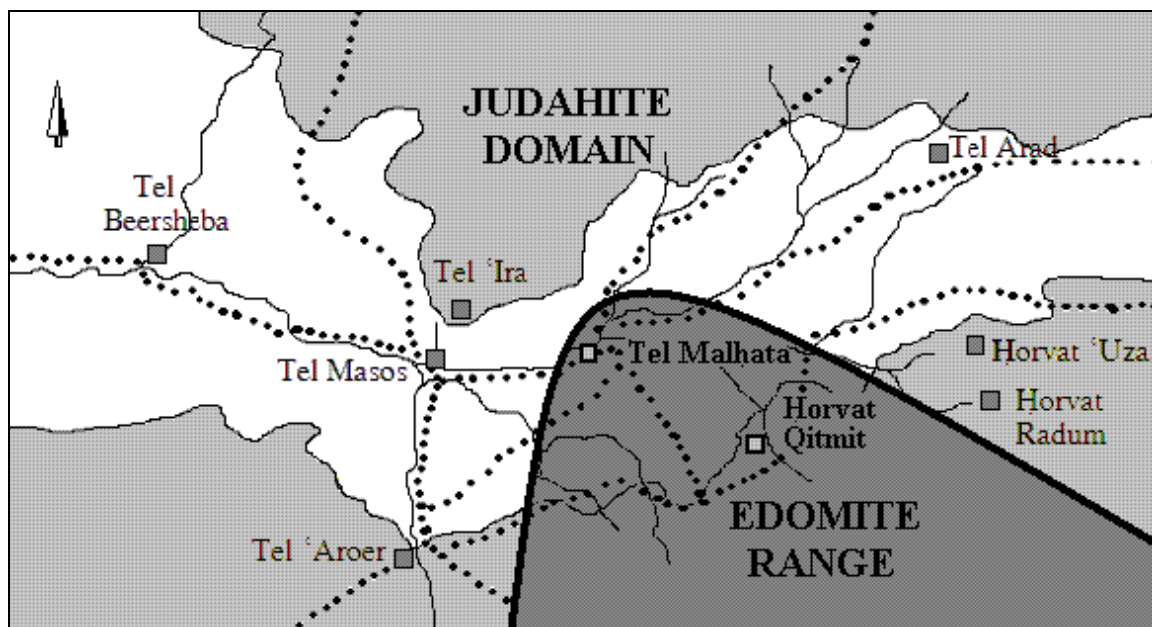 JUDAHITE
DOMAIN
Tel Arad
Tel
Beersheba
Tel ʿIra
Tel Malhata
Ḥorvat ʿUza
Tel Masos
Horvat
Qitmit
Ḥorvat
Radum
EDOMITE
RANGE
Tel ʿAroer